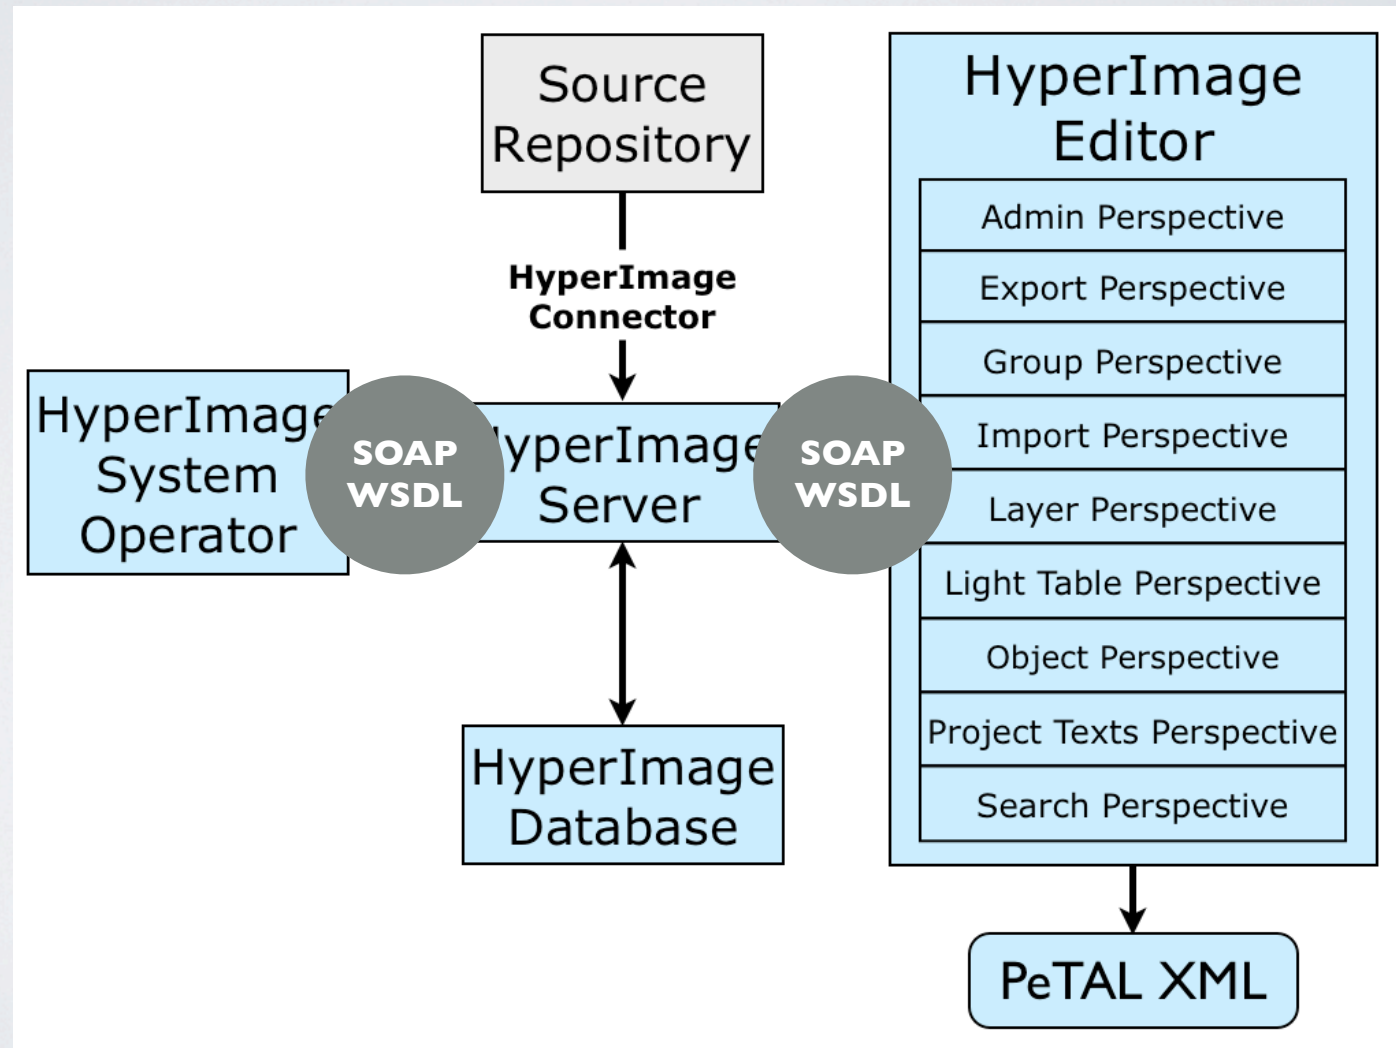 Source
Repository
HyperImage
Connector
HyperImage
System
Operator
SOAP
WSDL
yperImage
Server
SOAP
WSDL
HyperImage
Database
HyperImage
Editor
Admin Perspective
Export Perspective
Group Perspective
Import Perspective
Layer Perspective
Light Table Perspective
Object Perspective
Project Texts Perspective
Search Perspective
PeTAL XML